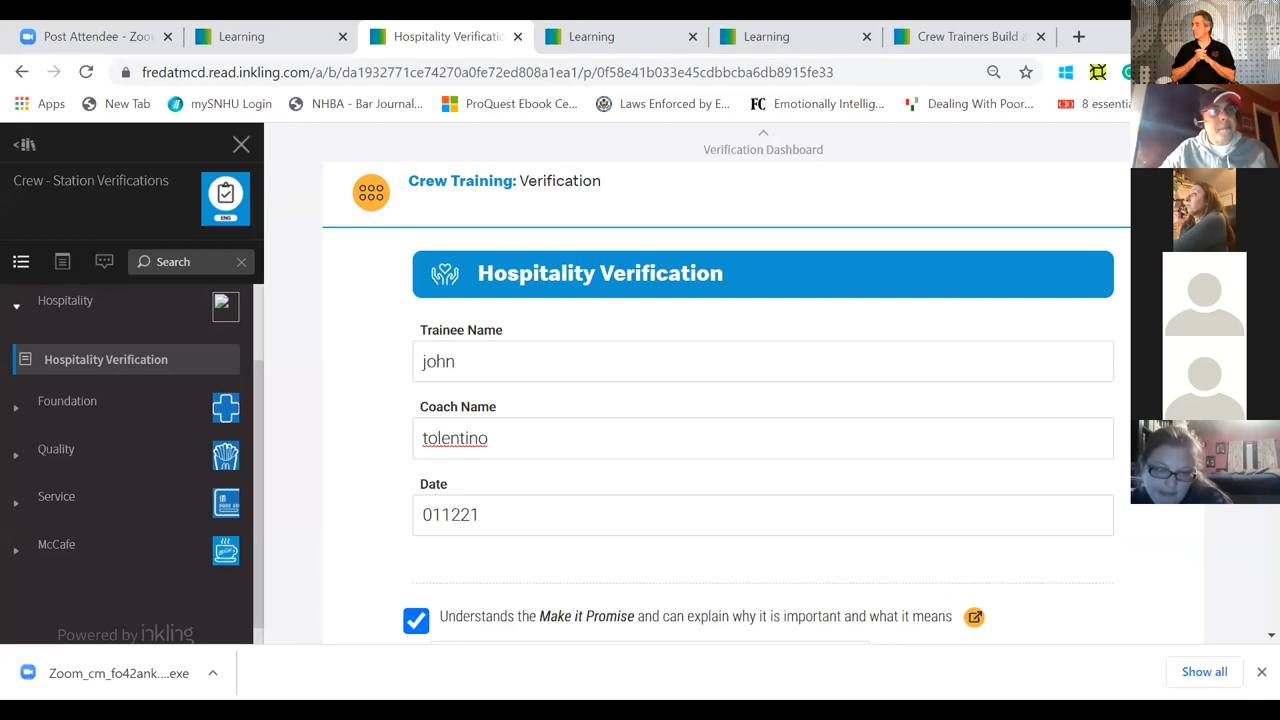 Post Attendee - Zoo
Learning
Hospitality Verificatio
Learning
Learning
Crew Trainers Build a
fredatmcd.read.inkling.com/a/b/da1932771ce74270a0fe72ed808a1ea1/p/0f58e41b033e45cdbbcba6db8915fe33
Apps
New Tab
mySNHU Login
NHBA - Bar Journal...
ProQuest Ebook Ce...
Laws Enforced by E...
FC Emotionally Intellig...
Dealing With Poor...
8 essenti
Verification Dashboard
Crew - Station Verifications
ENG
Crew Training: Verification
Search
Hospitality
Hospitality Verification
Foundation
Quality
Service
McCafe
Powered by inkling
Hospitality Verification
Trainee Name
john
Coach Name
tolentino
Date
011221
Understands the Make it Promise and can explain why it is important and what it means
Zoom_cm_fo42ank....exe
Show all